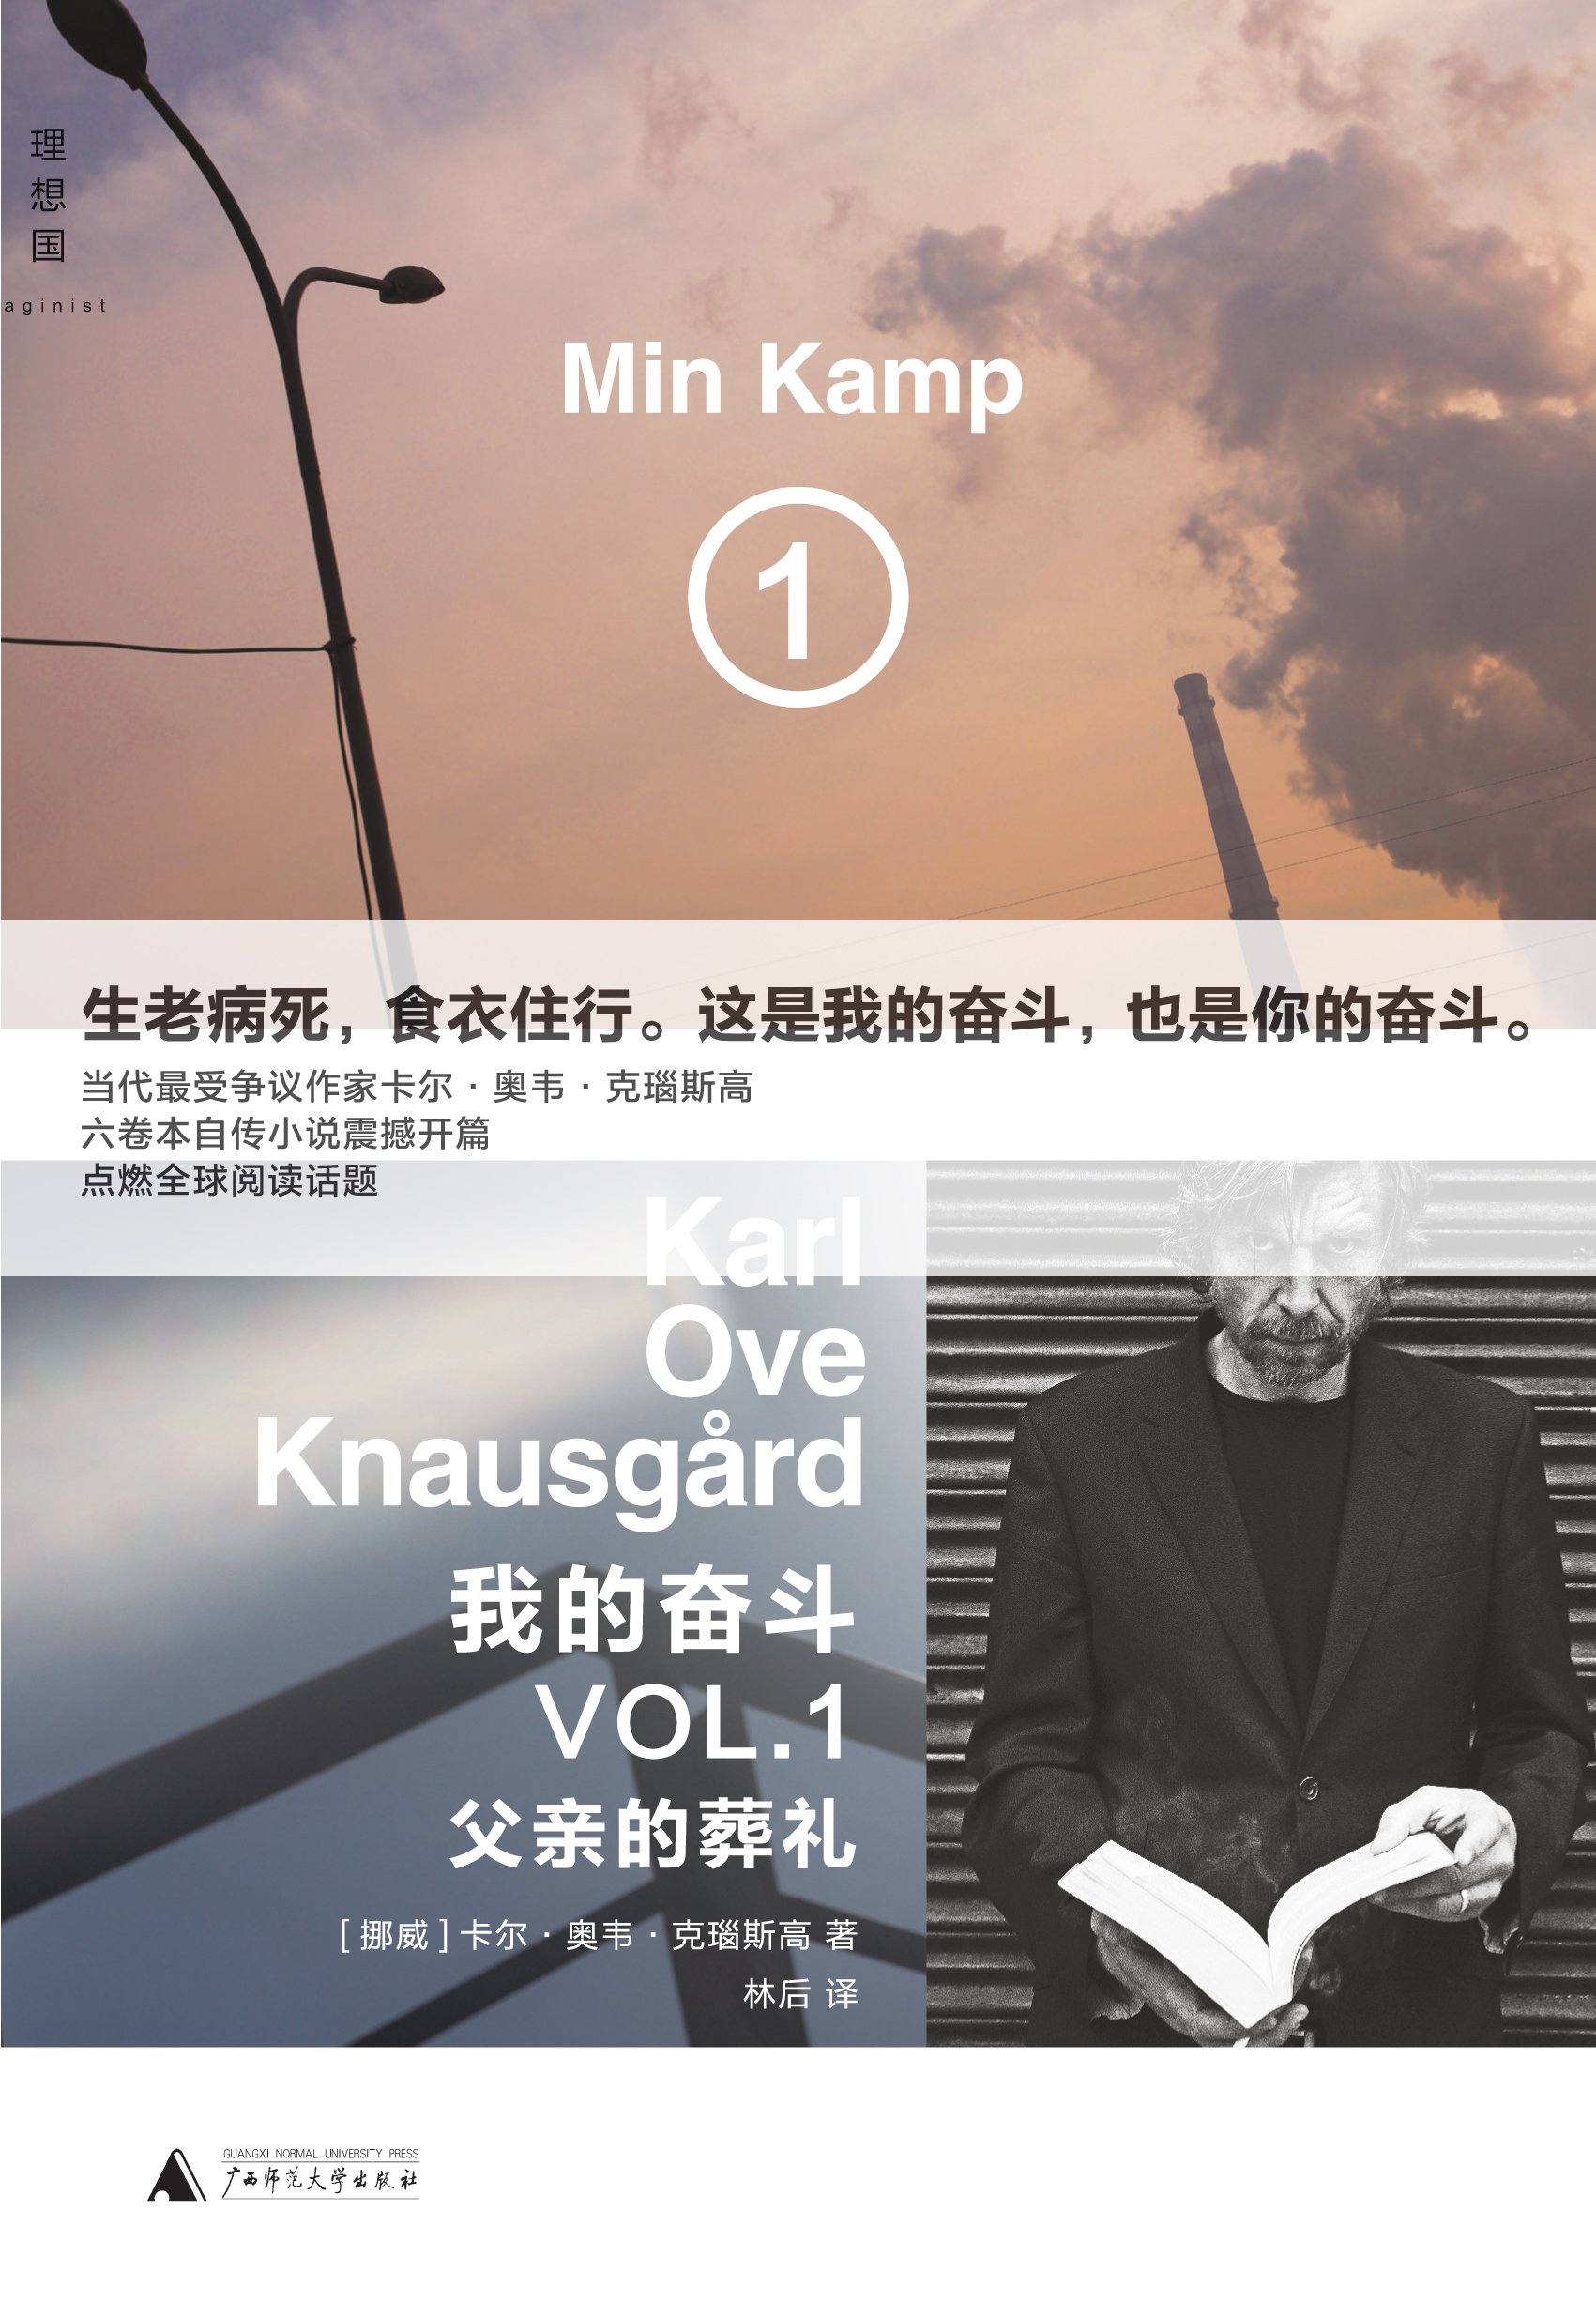 理想国
aginist
Min Kamp
1
生老病死，食衣住行。这是我的奋斗，也是你的奋斗。
当代最受争议作家卡尔·奥韦·克瑙斯高
六卷本自传小说震撼开篇
点燃全球阅读话题
Karl
Ove
Knausgård
我的奋斗
VOL.1
父亲的葬礼
[挪威]卡尔·奥韦·克瑙斯高 著
林后 译
GUANGXI NORMAL UNIVERSITY PRESS
广西师范大学出版社